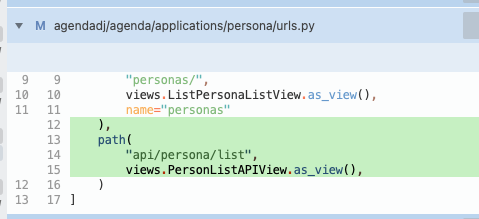 M agendadj/agenda/applications/persona/urls.py
9 9 "personas/",
10 10 views.ListPersonaListView.as_view(),
11 11 name="personas"
12 ),
13 path(
14 "api/persona/list",
15 views.PersonListAPIView.as_view(),
12 16 )
13 17 ]